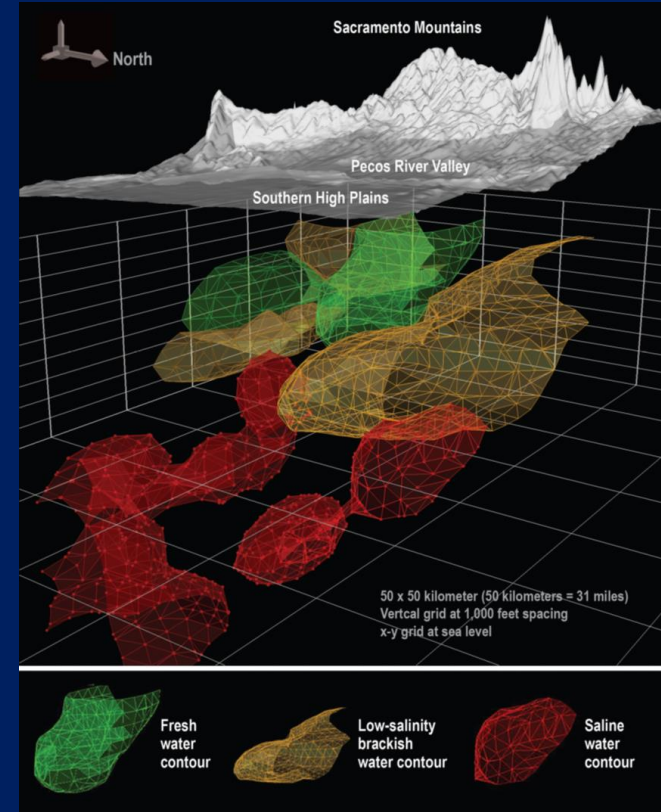 Sacramento Mountains
North
Pecos River Valley
Southern High Plains
50 x 50 kilometer (50 kilometers = 31 miles)
Vertcal grid at 1,000 feet spacing
x-y grid at sea level
Fresh
water
contour
Low-salinity
brackish
water contour
Saline
water
contour